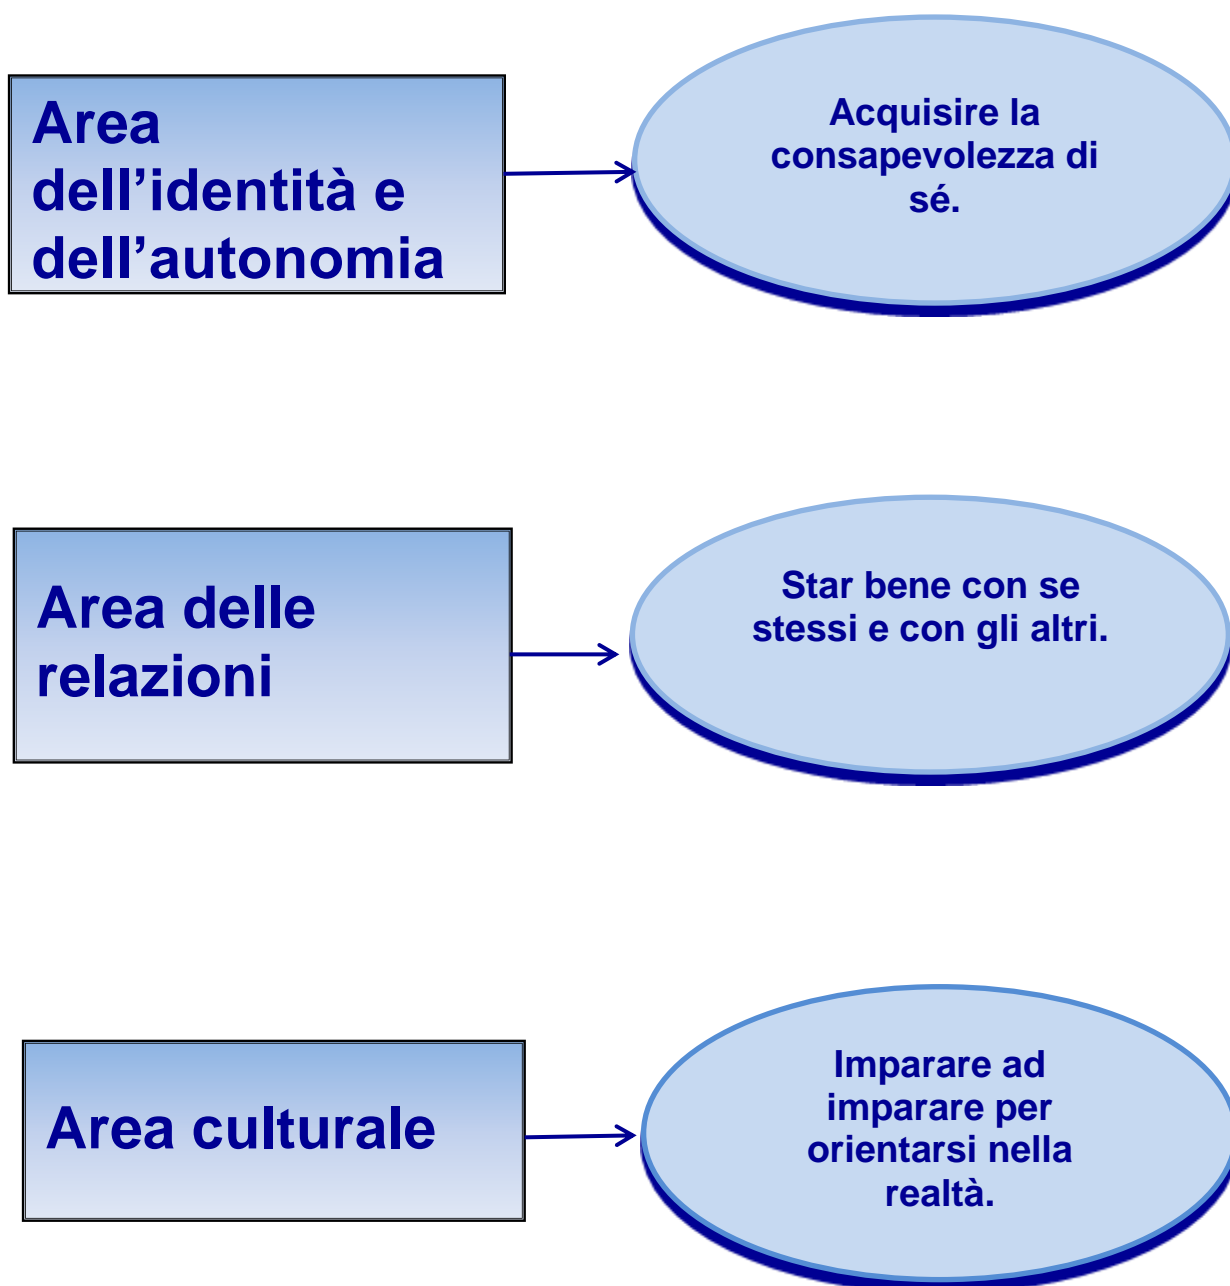 Area
dell’identità e
dell’autonomia
Acquisire la
consapevolezza di
sé.
Area delle
relazioni
Star bene con se
stessi e con gli altri.
Area culturale
Imparare ad
imparare per
orientarsi nella
realtà.